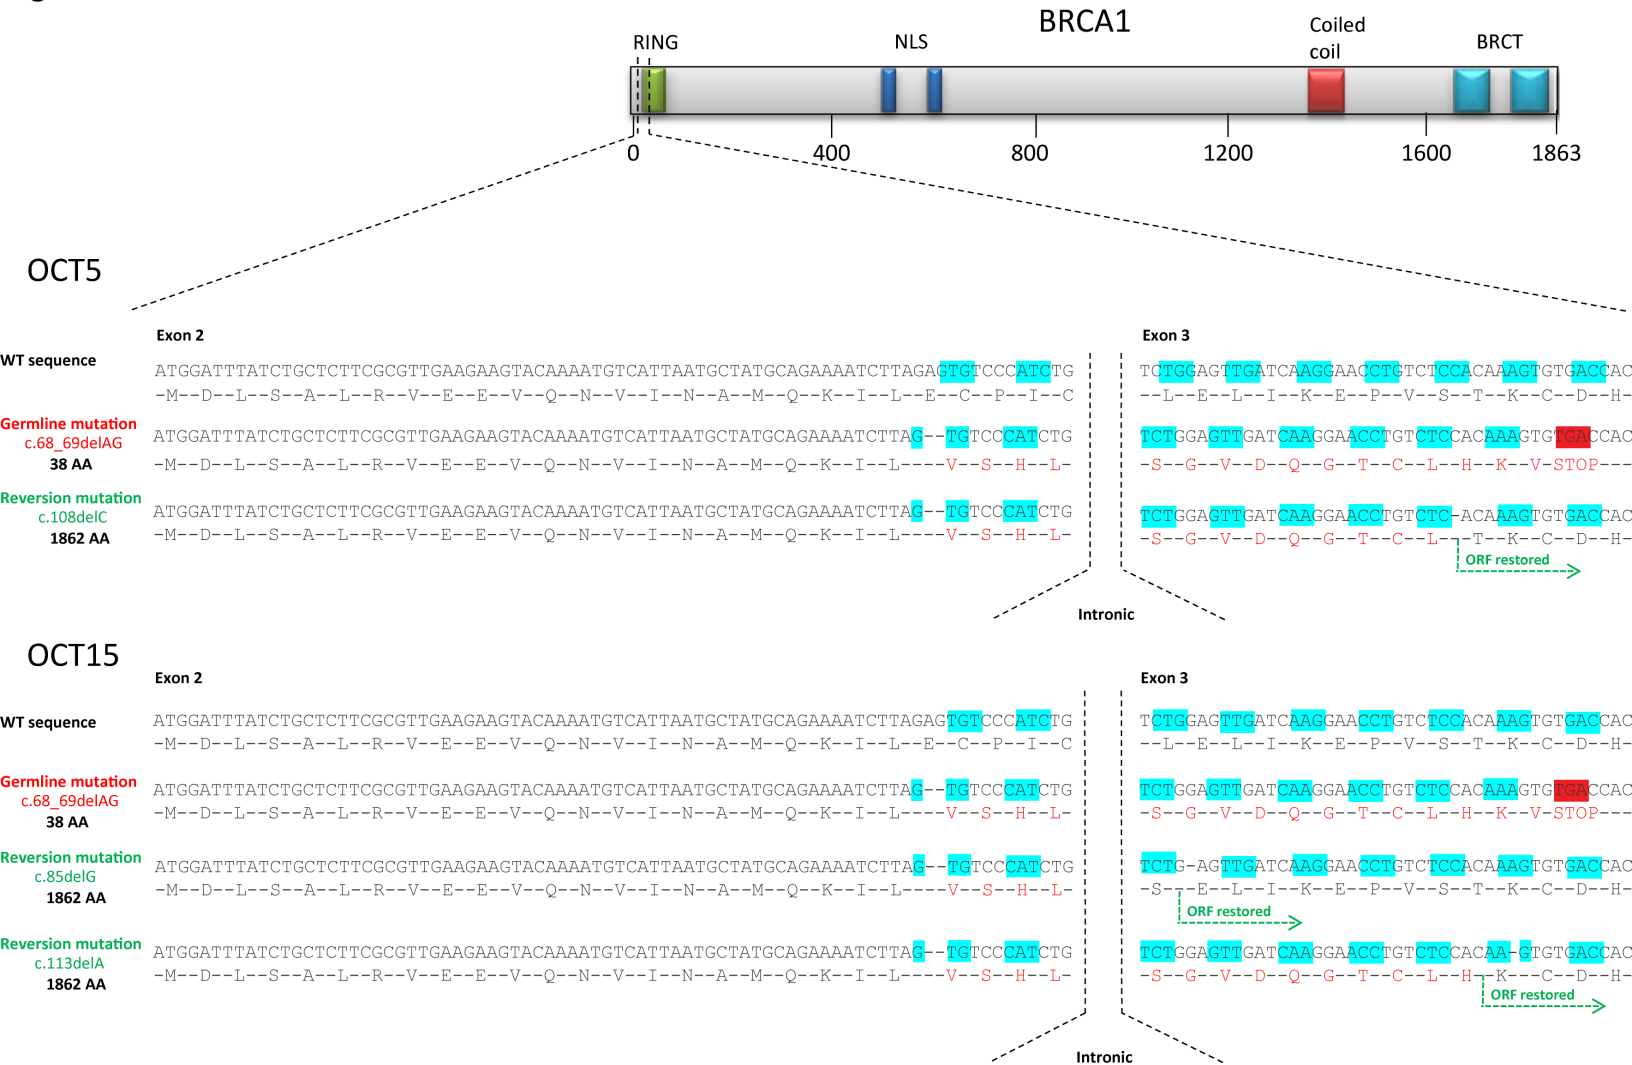 BRCA1
RING
NLS
Coiled
coil
BRCT
0 400 800 1200 1600 1863
OCT5
Exon 2 Exon 3
WT sequence
ATGGATTTATCTGCTCTTCGCGTTGAAGAAGTACAAAATGTCATTAATGCTATGCAGAAAATCTTAGAGTGTCCCATCTG TCTGGAGTTGATCAAGGAACCTGTCTCCACAAAGTGTGACCAC
-M--D--L--S--A--L--R--V--E--E--V--Q--N--V--I--N--A--M--Q--K--I--L--E--C--P--I--C --L--E--L--I--K--E--P--V--S--T--K--C--D--H-
Germline mutation
c.68_69delAG
38 AA
ATGGATTTATCTGCTCTTCGCGTTGAAGAAGTACAAAATGTCATTAATGCTATGCAGAAAATCTTAG--TGTCCCATCTG TCTGGAGTTGATCAAGGAACCTGTCTCCACAAAGTGTGACCAC
-M--D--L--S--A--L--R--V--E--E--V--Q--N--V--I--N--A--M--Q--K--I--L----V--S--H--L- -S--G--V--D--Q--G--T--C--L--H--K--V-STOP---
Reversion mutation
c.108delC
1862 AA
ATGGATTTATCTGCTCTTCGCGTTGAAGAAGTACAAAATGTCATTAATGCTATGCAGAAAATCTTAG--TGTCCCATCTG TCTGGAGTTGATCAAGGAACCTGTCTC-ACAAAGTGTGACCAC
-M--D--L--S--A--L--R--V--E--E--V--Q--N--V--I--N--A--M--Q--K--I--L----V--S--H--L- -S--G--V--D--Q--G--T--C--L---T--K--C--D--H-
ORF restored
Intronic
OCT15
Exon 2 Exon 3
WT sequence
ATGGATTTATCTGCTCTTCGCGTTGAAGAAGTACAAAATGTCATTAATGCTATGCAGAAAATCTTAGAGTGTCCCATCTG TCTGGAGTTGATCAAGGAACCTGTCTCCACAAAGTGTGACCAC
-M--D--L--S--A--L--R--V--E--E--V--Q--N--V--I--N--A--M--Q--K--I--L--E--C--P--I--C --L--E--L--I--K--E--P--V--S--T--K--C--D--H-
Germline mutation
c.68_69delAG
38 AA
ATGGATTTATCTGCTCTTCGCGTTGAAGAAGTACAAAATGTCATTAATGCTATGCAGAAAATCTTAG--TGTCCCATCTG TCTGGAGTTGATCAAGGAACCTGTCTCCACAAAGTGTGACCAC
-M--D--L--S--A--L--R--V--E--E--V--Q--N--V--I--N--A--M--Q--K--I--L----V--S--H--L- -S--G--V--D--Q--G--T--C--L--H--K--V-STOP---
Reversion mutation
c.85delG
1862 AA
ATGGATTTATCTGCTCTTCGCGTTGAAGAAGTACAAAATGTCATTAATGCTATGCAGAAAATCTTAG--TGTCCCATCTG TCTG-AGTTGATCAAGGAACCTGTCTCCACAAAGTGTGACCAC
-M--D--L--S--A--L--R--V--E--E--V--Q--N--V--I--N--A--M--Q--K--I--L----V--S--H--L- -S---E--L--I--K--E--P--V--S--T--K--C--D--H-
ORF restored
Reversion mutation
c.113delA
1862 AA
ATGGATTTATCTGCTCTTCGCGTTGAAGAAGTACAAAATGTCATTAATGCTATGCAGAAAATCTTAG--TGTCCCATCTG TCTGGAGTTGATCAAGGAACCTGTCTCCACAA-GTGTGACCAC
-M--D--L--S--A--L--R--V--E--E--V--Q--N--V--I--N--A--M--Q--K--I--L----V--S--H--L- -S--G--V--D--Q--G--T--C--L--H--K---C--D--H-
ORF restored
Intronic